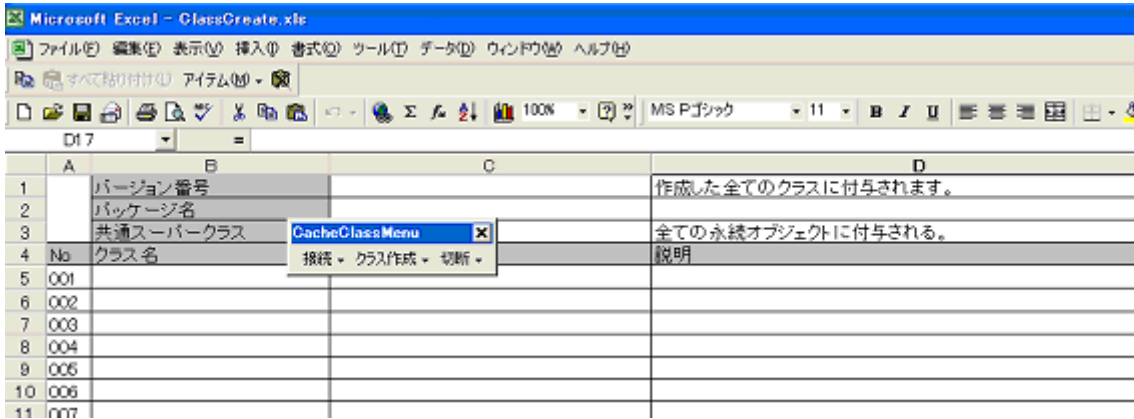 Microsoft Excel - ClassCreate.xls
ファイル(F) 編集(E) 表示(V) 挿入(I) 書式(O) ツール(T) データ(D) ウィンドウ(W) ヘルプ(H)
すべて貼り付け(L) アイテム(M)
100% MS Pゴシック 11 B I U
D17 =
A B C D
1 バージョン番号 作成した全てのクラスに付与されます。
2 パッケージ名
3 共通スーパークラス 全ての永続オブジェクトに付与される。
CacheClassMenu
接続 クラス作成 切断
4 No クラス名 説明
5 001
6 002
7 003
8 004
9 005
10 006
11 007